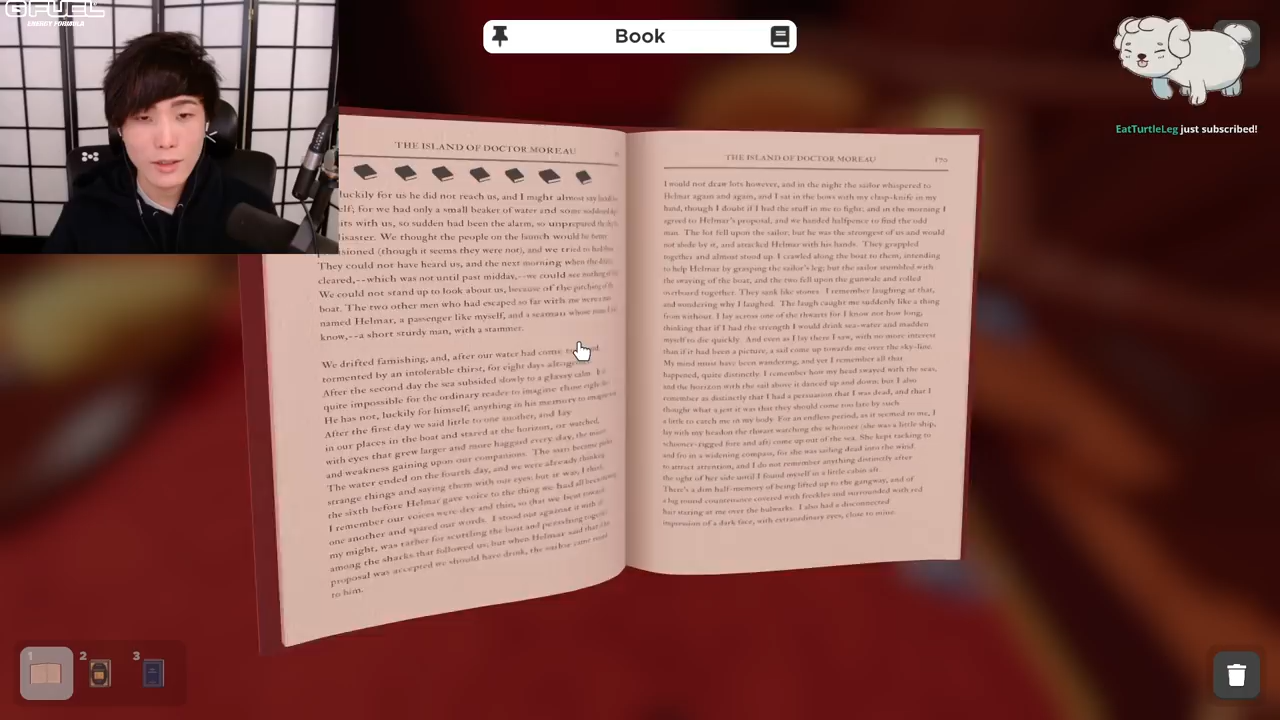 GFUEL
ENERGY FORMULA
Book
EatTurtleLeg just subscribed!
THE ISLAND OF DOCTOR MOREAU
luckily for us he did not reach us, and I might almost say
elf; for we had only a small beaker of water and some
its with us, so sudden had been the alarm, so unprepared the
disaster. We thought the people on the launch would be better
isioned (though it seems they were not), and we tried to
They could not have heard us, and the next morning when the
cleared,--which was not until past midday,--we could see nothing of
We could not stand up to look about us, because of the pitching of the
boat. The two other men who had escaped so far with me were a man
named Helmar, a passenger like myself, and a seaman whose name I
know,--a short sturdy man, with a stammer.
We drifted famishing, and, after our water had come to
tormented by an intolerable thirst, for eight days
After the second day the sea subsided slowly to a glassy calm. It
quite impossible for the ordinary reader to imagine those eight
He has not, luckily for himself, anything in his memory to imagine
After the first day we said little to one another, and lay
in our places in the boat and stared at the horizon, or watched,
with eyes that grew larger and more haggard every day, the misery
and weakness gaining upon our companions. The sun became
The water ended on the fourth day, and we were already thinking
strange things and saying them with our eyes; but it was, I think,
the sixth before Helmar gave voice to the thing we had all been
I remember our voices were dry and thin, so that we bent towards
one another and spared our words. I stood out against it with all
my might, was rather for scuttling the boat and perishing together
among the sharks that followed us; but when Helmar said that if his
proposal was accepted we should have drink, the sailor came round
to him.
THE ISLAND OF DOCTOR MOREAU
I would not draw lots however, and in the night the sailor whispered to
Helmar again and again, and I sat in the bows with my clasp-knife in my
hand, though I doubt if I had the stuff in me to fight; and in the morning I
agreed to Helmar's proposal, and we handed halfpence to find the odd
man. The lot fell upon the sailor; but he was the strongest of us and would
not abide by it, and attacked Helmar with his hands. They grappled
together and almost stood up. I crawled along the boat to them, intending
to help Helmar by grasping the sailor's leg; but the sailor stumbled with
the swaying of the boat, and the two fell upon the gunwale and rolled
overboard together. They sank like stones. I remember laughing at that,
and wondering why I laughed. The laugh caught me suddenly like a thing
from without. I lay across one of the thwarts for I know not how long,
thinking that if I had the strength I would drink sea-water and madden
myself to die quickly. And even as I lay there I saw, with no more interest
than if it had been a picture, a sail come up towards me over the sky-line.
My mind must have been wandering, and yet I remember all that
happened, quite distinctly. I remember how my head swayed with the seas,
and the horizon with the sail above it danced up and down; but I also
remember as distinctly that I had a persuasion that I was dead, and that I
thought what a jest it was that they should come too late by such
a little to catch me in my body. For an endless period, as it seemed to me, I
lay with my head on the thwart watching the schooner (she was a little ship,
schooner-rigged fore and aft) come up out of the sea. She kept tacking to
and fro in a widening compass, for she was sailing dead into the wind.
to attract attention, and I do not remember anything distinctly after
the sight of her side until I found myself in a little cabin aft.
There's a dim half-memory of being lifted up to the gangway, and of
a big round countenance covered with freckles and surrounded with red
hair staring at me over the bulwarks. I also had a disconnected
impression of a dark face, with extraordinary eyes, close to mine
1
2
3